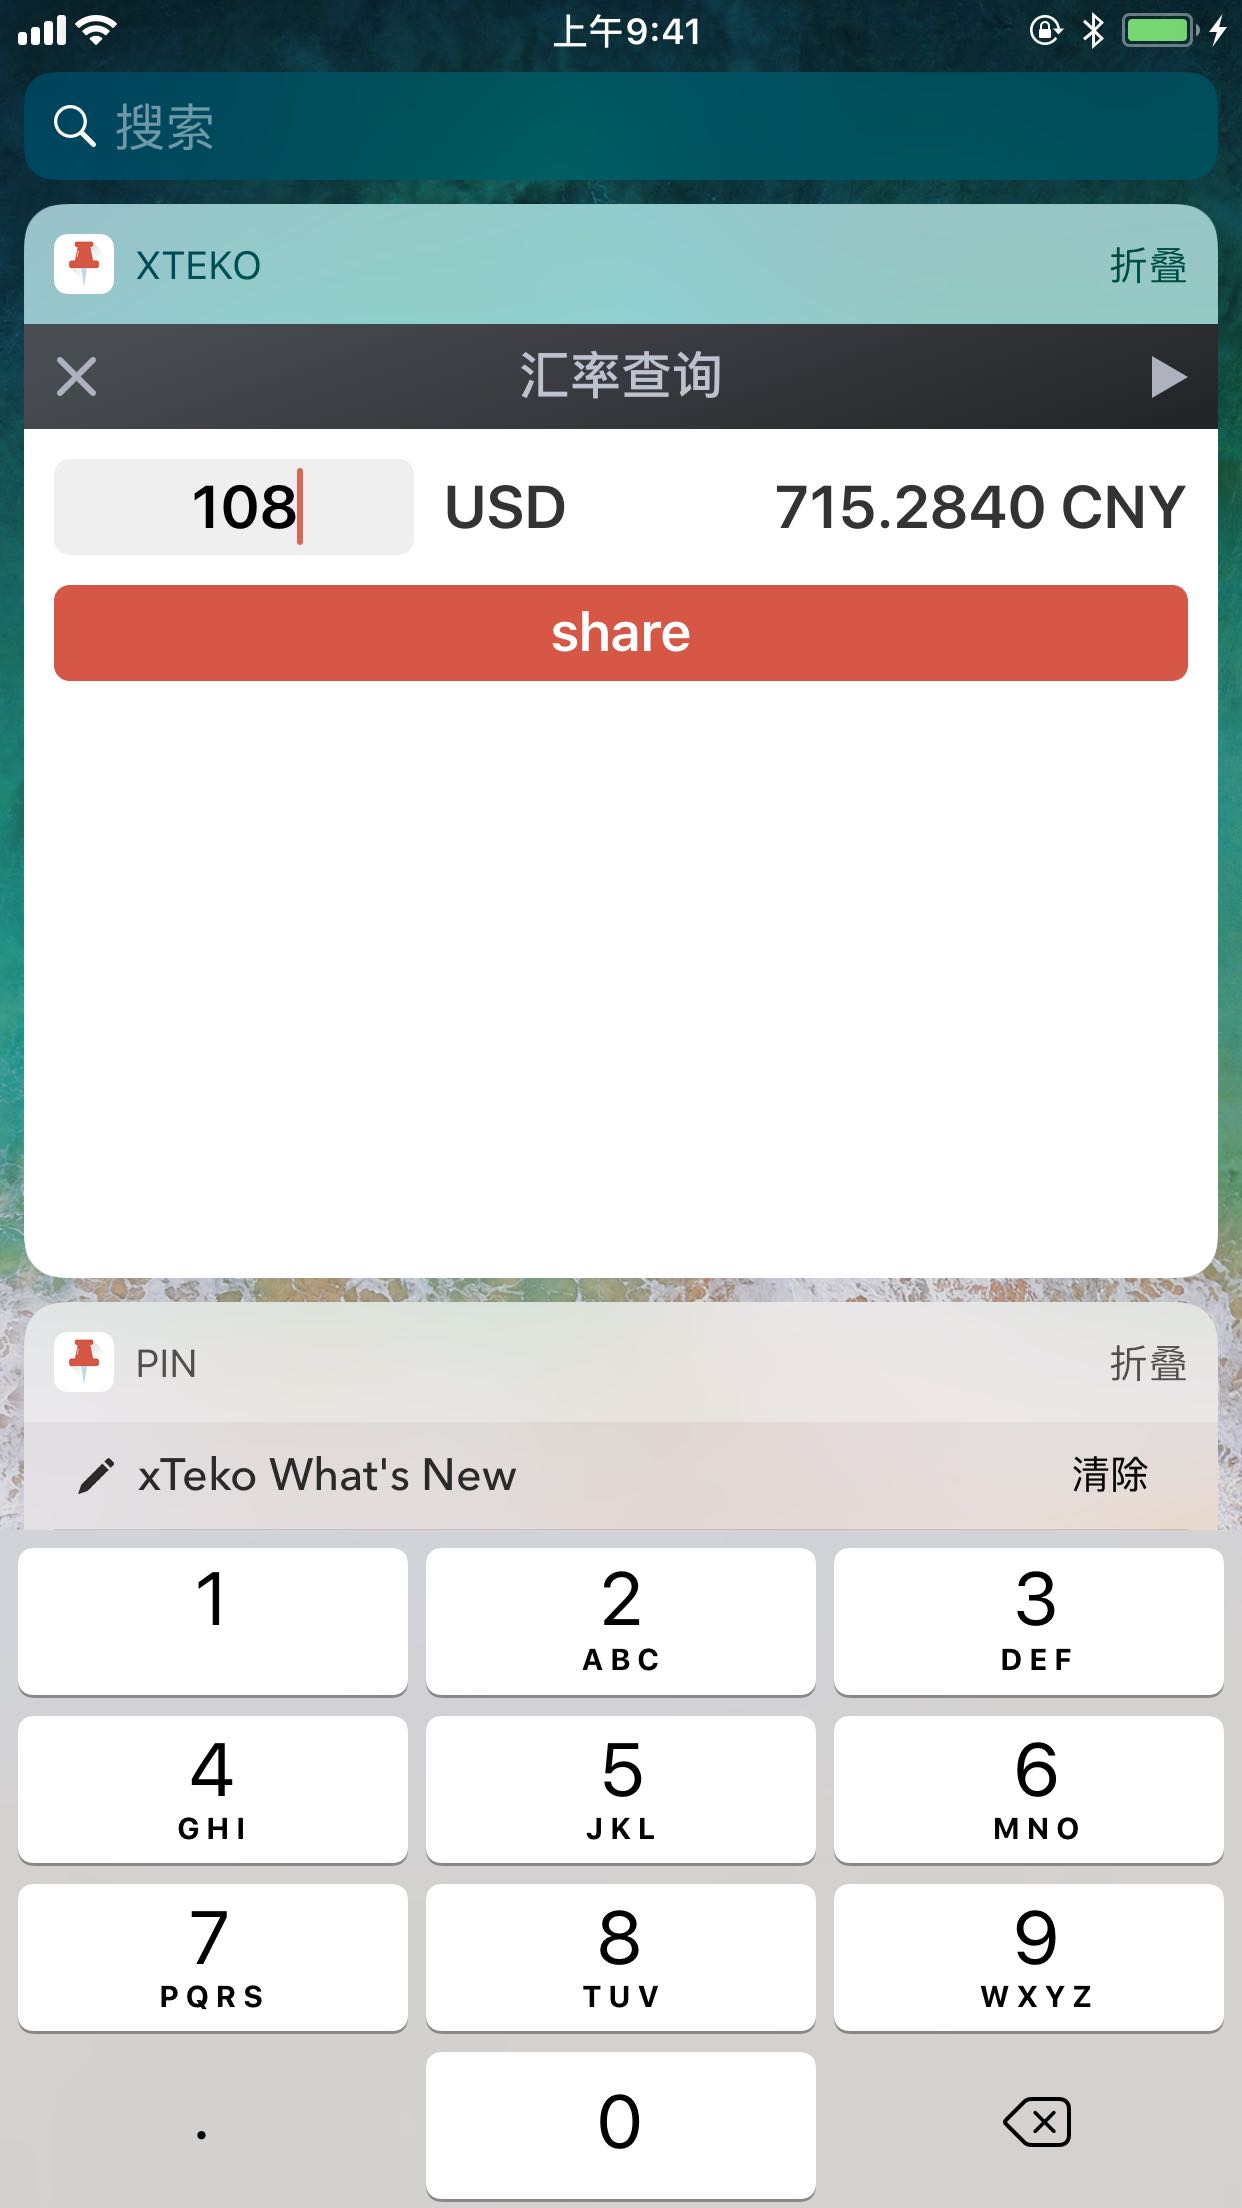 上午9:41
搜索
XTEKO 折叠
汇率查询
108 USD 715.2840 CNY
share
PIN 折叠
xTeko What's New 清除
1 2 3
ABC DEF
4 5 6
GHI JKL MNO
7 8 9
PQRS TUV WXYZ
. 0